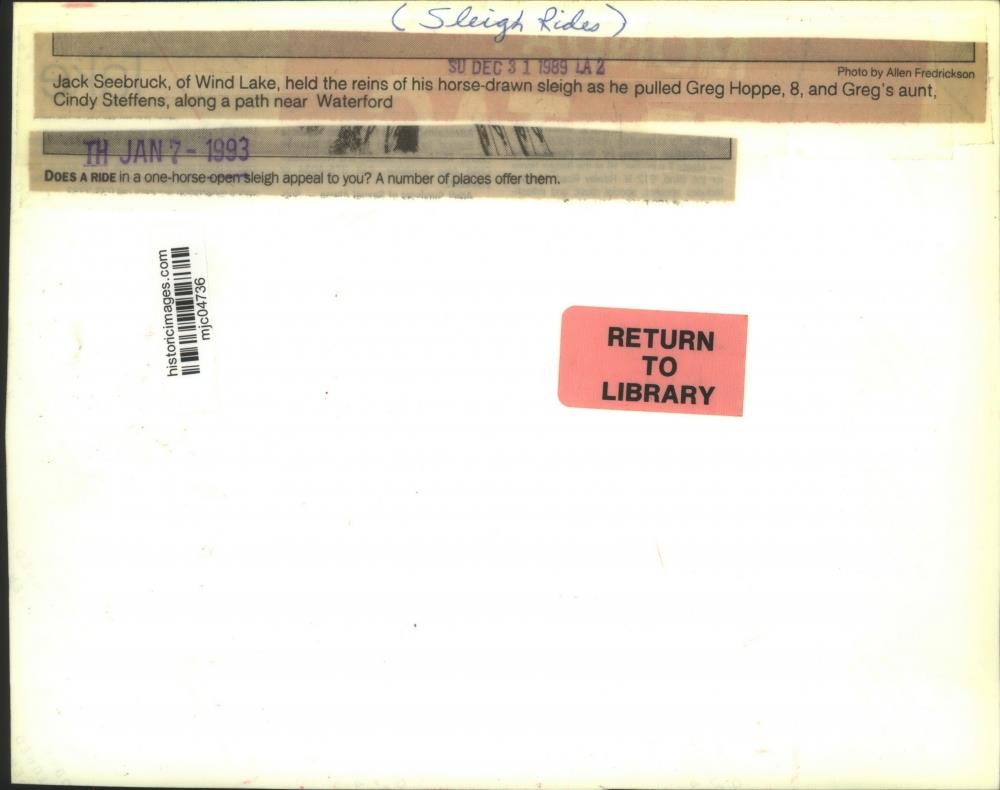 (Sleigh Rides)
SU DEC 31 1989 LA 2
Photo by Allen Fredrickson
Jack Seebruck, of Wind Lake, held the reins of his horse-drawn sleigh as he pulled Greg Hoppe, 8, and Greg's aunt,
Cindy Steffens, along a path near Waterford
TH JAN 7 - 1993
DOES A RIDE in a one-horse open sleigh appeal to you? A number of places offer them.
historicimages.com
mjc04736
RETURN
TO
LIBRARY